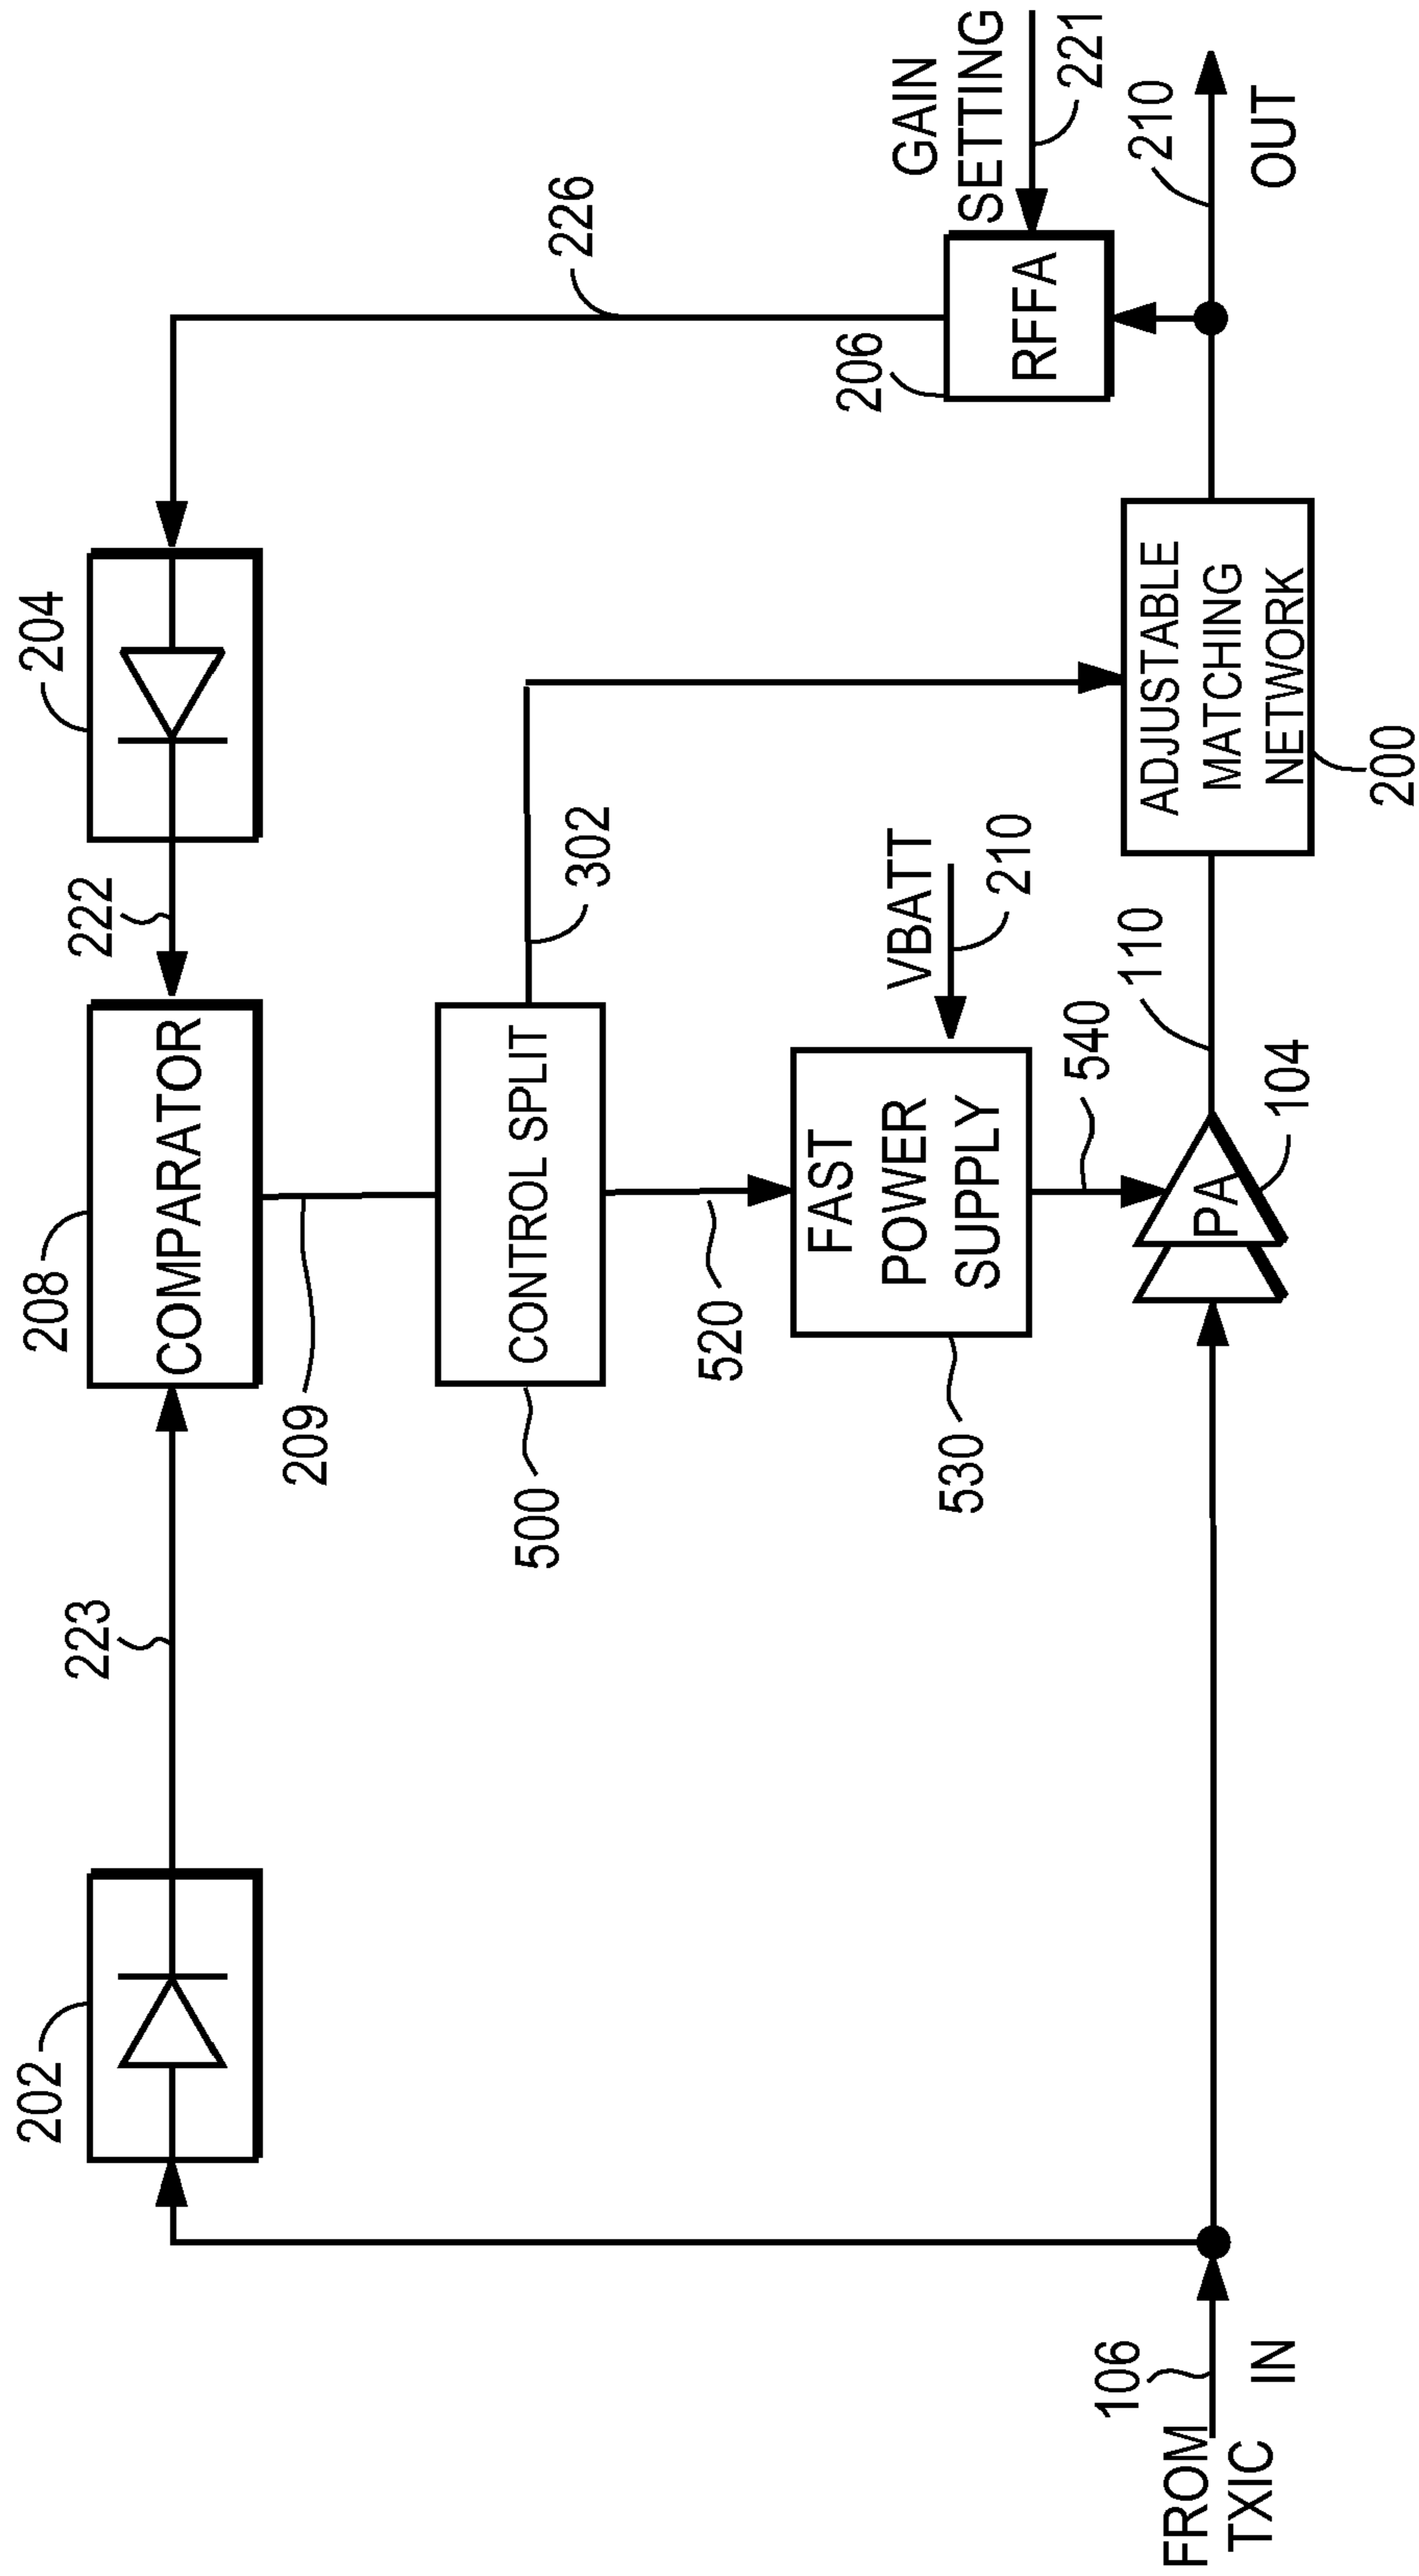 202
223
208
COMPARATOR
222
204
209
500
CONTROL SPLIT
302
226
520
530
FAST
POWER
SUPPLY
VBATT
210
540
206
RFFA
GAIN
SETTING
221
FROM
TXIC
106
IN
PA
104
110
ADJUSTABLE
MATCHING
NETWORK
200
210
OUT